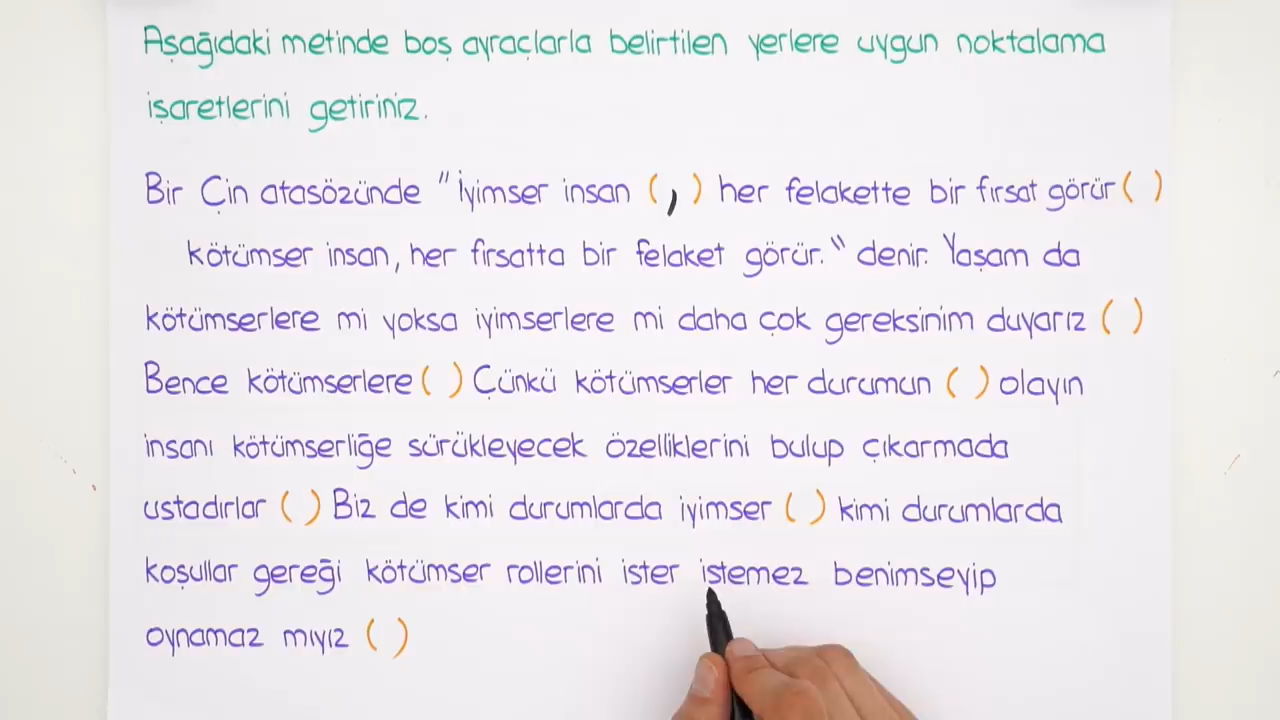 Aşağıdaki metinde boş ayraçlarla belirtilen yerlere uygun noktalama
işaretlerini getiriniz.
Bir Çin atasözünde "İyimser insan (,) her felakette bir fırsat görür ( )
kötümser insan, her fırsatta bir felaket görür." denir. Yaşam da
kötümserlere mi yoksa iyimserlere mi daha çok gereksinim duyarız ( )
Bence kötümserlere ( ) Çünkü kötümserler her durumun ( ) olayın
insanı kötümserliğe sürükleyecek özelliklerini bulup çıkarmada
ustadırlar ( ) Biz de kimi durumlarda iyimser ( ) kimi durumlarda
koşullar gereği kötümser rollerini ister istemez benimseyip
oynamaz mıyız ( )